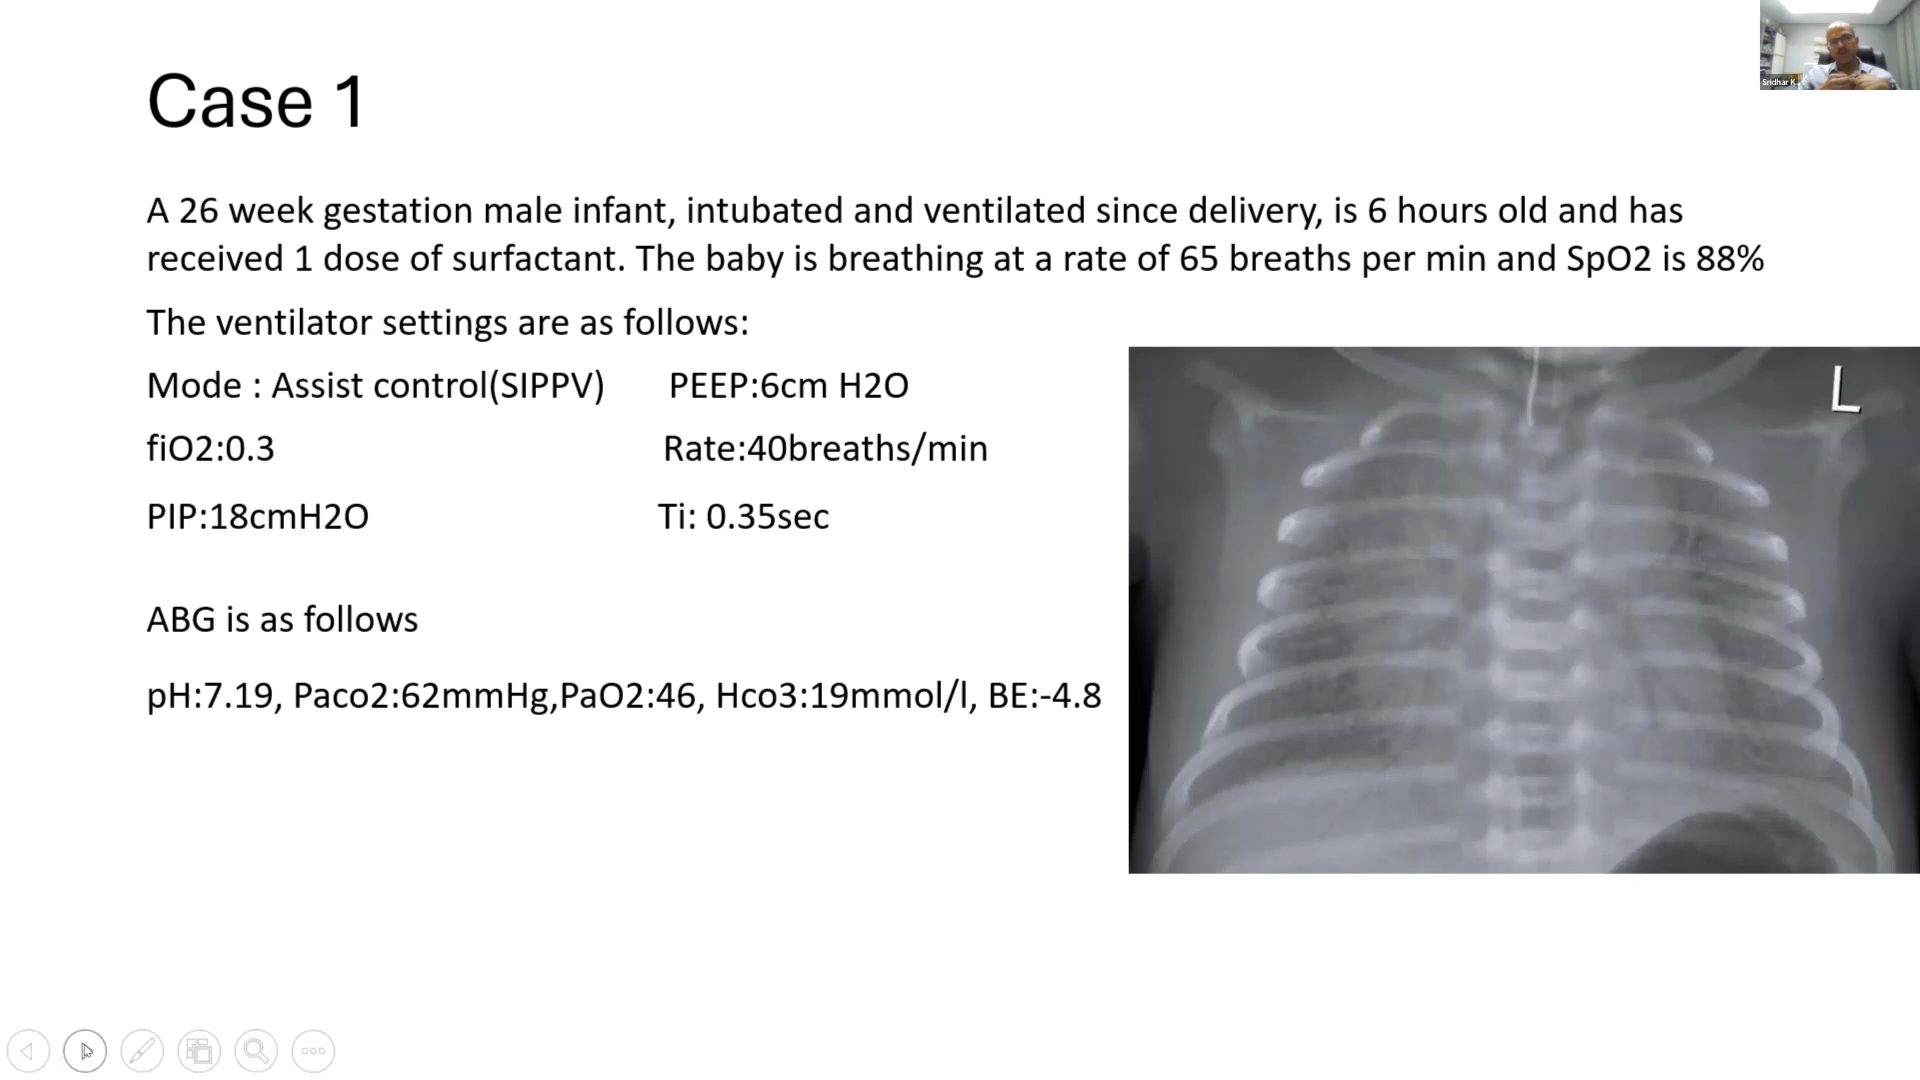 Sridhar K
Case 1
A 26 week gestation male infant, intubated and ventilated since delivery, is 6 hours old and has
received 1 dose of surfactant. The baby is breathing at a rate of 65 breaths per min and SpO2 is 88%
The ventilator settings are as follows:
Mode : Assist control(SIPPV) PEEP:6cm H2O
fiO2:0.3 Rate:40breaths/min
PIP:18cmH2O Ti: 0.35sec
L
ABG is as follows
pH:7.19, Paco2:62mmHg,PaO2:46, Hco3:19mmol/l, BE:-4.8